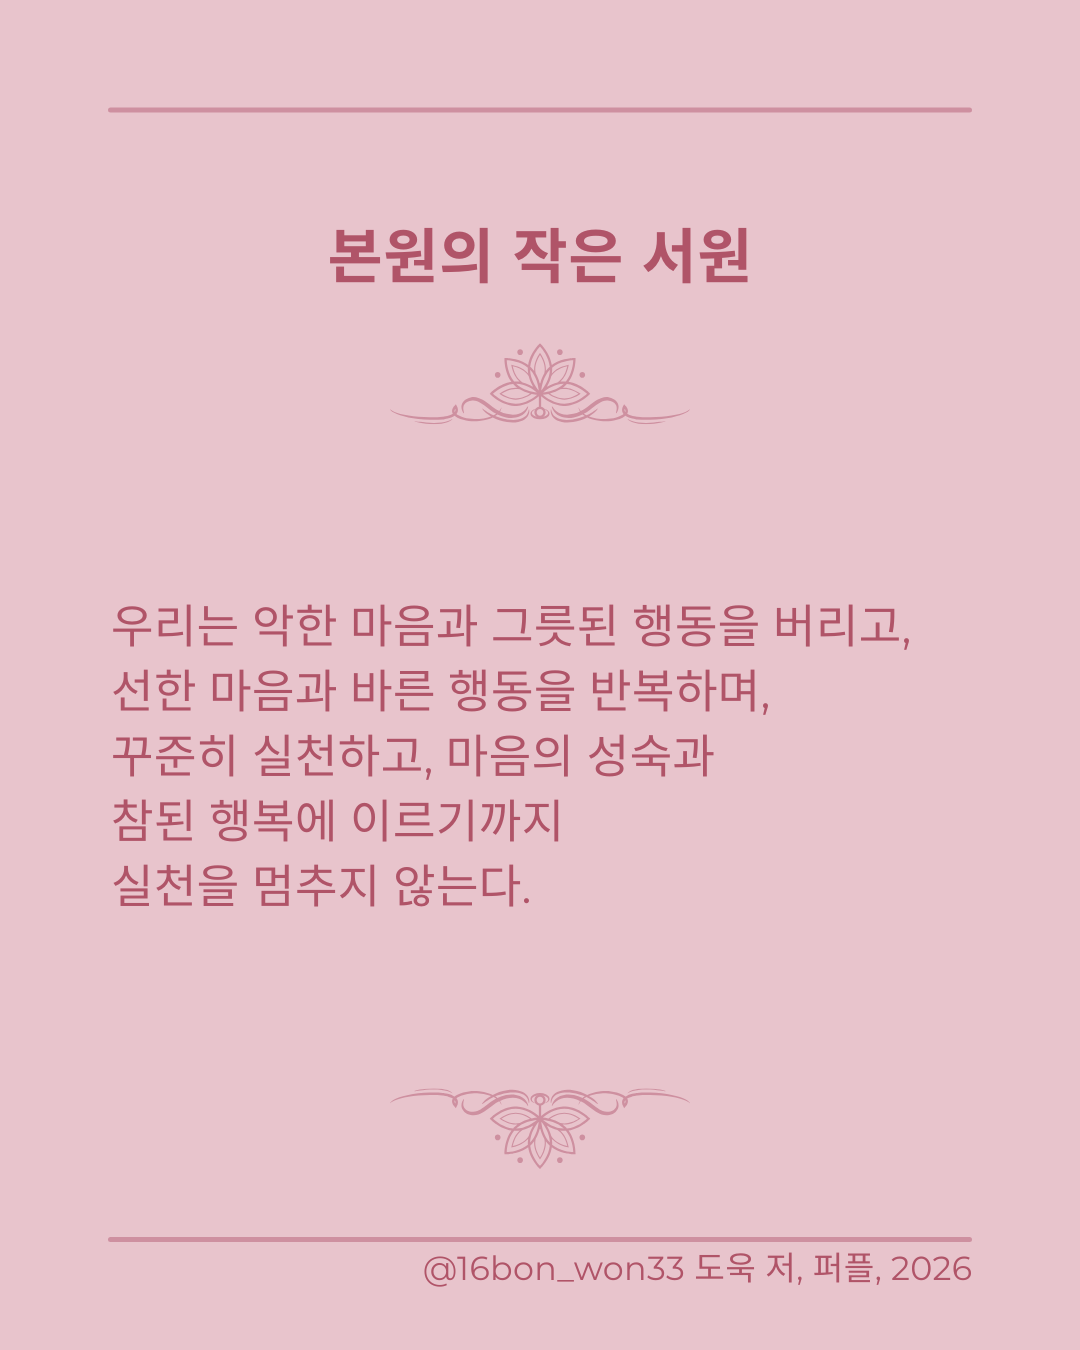 본원의 작은 서원
우리는 악한 마음과 그릇된 행동을 버리고,
선한 마음과 바른 행동을 반복하며,
꾸준히 실천하고, 마음의 성숙과
참된 행복에 이르기까지
실천을 멈추지 않는다.
@16bon_won33 도욱 저, 퍼플, 2026